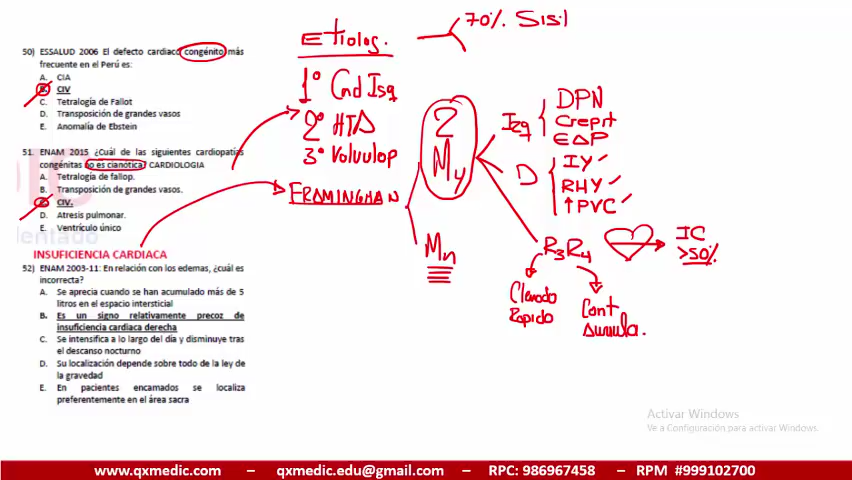 50) ESSALUD 2006 El defecto cardiaco congénito más
frecuente en el Perú es:
A. CIA
B. CIV
C. Tetralogía de Fallot
D. Transposición de grandes vasos
E. Anomalía de Ebstein
51. ENAM 2015 ¿Cuál de las siguientes cardiopatías
congénitas no es cianotica? CARDIOLOGIA
A. Tetralogía de fallop.
B. Transposición de grandes vasos.
C. CIV.
D. Atresis pulmonar.
E. Ventrículo único
INSUFICIENCIA CARDIACA
52) ENAM 2003-11: En relación con los edemas, ¿cuál es
incorrecta?
A. Se aprecia cuando se han acumulado más de 5
litros en el espacio intersticial
B. Es un signo relativamente precoz de
insuficiencia cardiaca derecha
C. Se intensifica a lo largo del día y disminuye tras
el descanso nocturno
D. Su localización depende sobre todo de la ley de
la gravedad
E. En pacientes encamados se localiza
preferentemente en el área sacra
Etiolog.
70% Sisil
1° Cnd Isq
2° HTA
3° Valvulop
FRAMINGHAN
2
My
Mn
Izq
DPN
Crept
EAP
D
IY
RHY
↑PVC
R3R4
IC
>50%
Llenado
Rapido
Cont
Auricula.
Activar Windows
Ve a Configuración para activar Windows.
www.qxmedic.com – qxmedic.edu@gmail.com – RPC: 986967458 – RPM #999102700